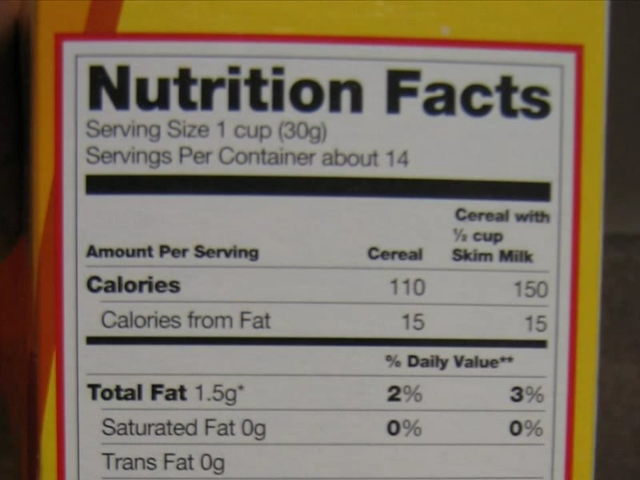 Nutrition Facts
Serving Size 1 cup (30g)
Servings Per Container about 14
Cereal with
½ cup
Amount Per Serving Cereal Skim Milk
Calories 110 150
Calories from Fat 15 15
% Daily Value**
Total Fat 1.5g* 2% 3%
Saturated Fat 0g 0% 0%
Trans Fat 0g